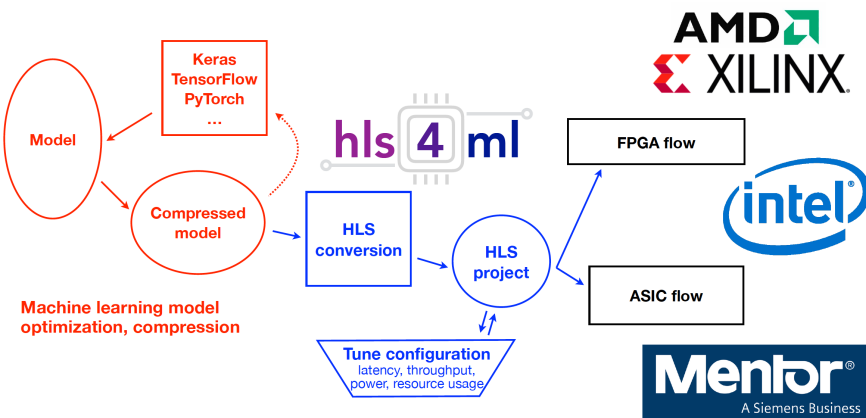 Keras
TensorFlow
PyTorch
...
Model
Compressed
model
Machine learning model
optimization, compression
hls 4 ml
HLS
conversion
HLS
project
Tune configuration
latency, throughput,
power, resource usage
FPGA flow
ASIC flow
AMD
XILINX.
intel®
Mentor®
A Siemens Business